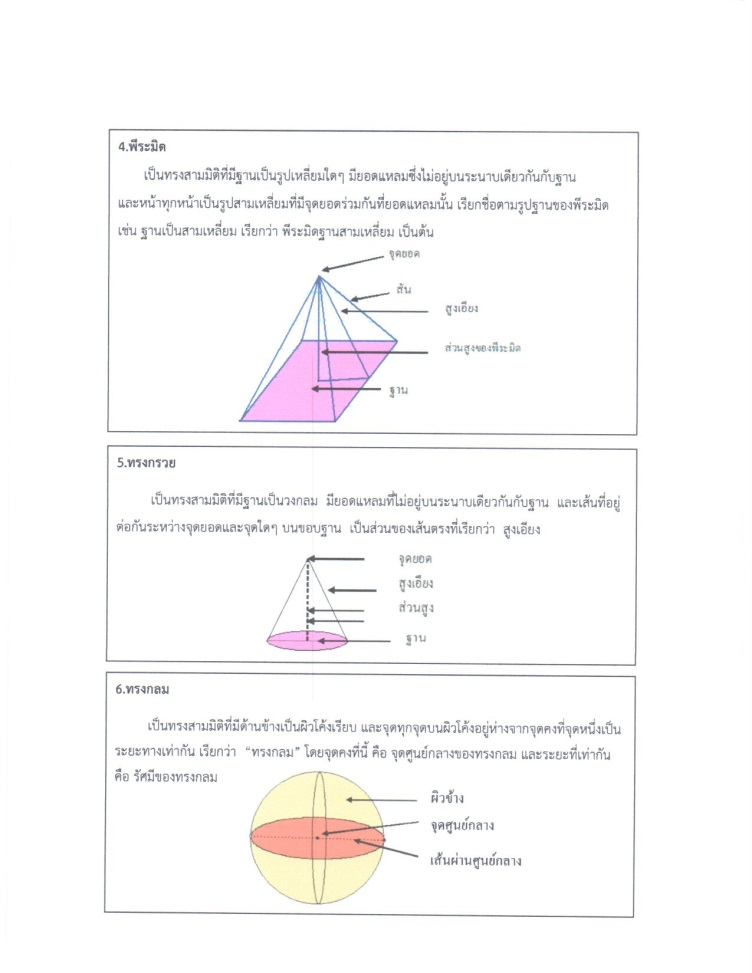 4.พีระมิด
เป็นทรงสามมิติที่มีฐานเป็นรูปเหลี่ยมใดๆ มียอดแหลมซึ่งไม่อยู่บนระนาบเดียวกันกับฐาน
และหน้าทุกหน้าเป็นรูปสามเหลี่ยมที่มีจุดยอดร่วมกันที่ยอดแหลมนั้น เรียกชื่อตามรูปฐานของพีระมิด
เช่น ฐานเป็นสามเหลี่ยม เรียกว่า พีระมิดฐานสามเหลี่ยม เป็นต้น
จุดยอด
สัน
สูงเอียง
ส่วนสูงของพีระมิด
ฐาน
5.ทรงกรวย
เป็นทรงสามมิติที่มีฐานเป็นวงกลม มียอดแหลมที่ไม่อยู่บนระนาบเดียวกันกับฐาน และเส้นที่อยู่
ต่อกันระหว่างจุดยอดและจุดใดๆ บนขอบฐาน เป็นส่วนของเส้นตรงที่เรียกว่า สูงเอียง
จุดยอด
สูงเอียง
ส่วนสูง
ฐาน
6.ทรงกลม
เป็นทรงสามมิติที่มีด้านข้างเป็นผิวโค้งเรียบ และจุดทุกจุดบนผิวโค้งอยู่ห่างจากจุดคงที่จุดหนึ่งเป็น
ระยะทางเท่ากัน เรียกว่า “ทรงกลม” โดยจุดคงที่นี้ คือ จุดศูนย์กลางของทรงกลม และระยะที่เท่ากัน
คือ รัศมีของทรงกลม
ผิวข้าง
จุดศูนย์กลาง
เส้นผ่านศูนย์กลาง